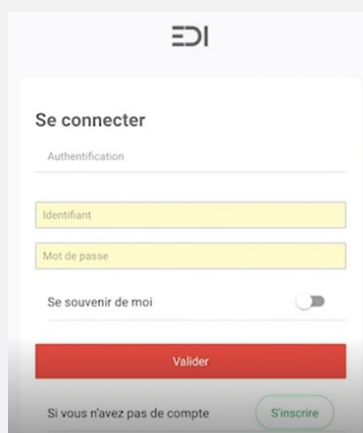 EDI
Se connecter
Authentification
Identifiant
Mot de passe
Se souvenir de moi
Valider
Si vous n'avez pas de compte
S'inscrire